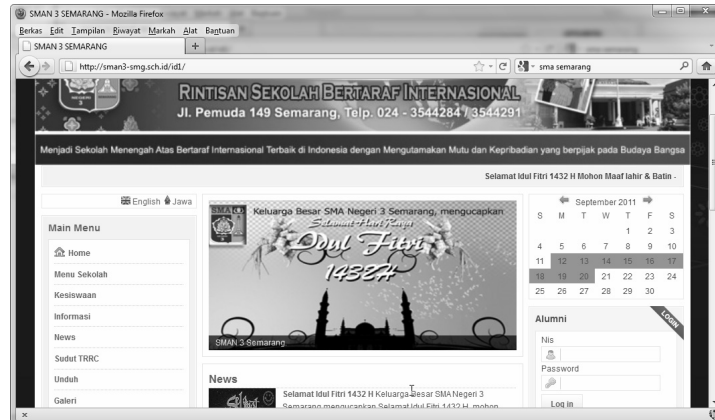 SMAN 3 SEMARANG - Mozilla Firefox
Berkas Edit Tampilan Riwayat Markah Alat Bantuan
SMAN 3 SEMARANG
http://sman3-smg.sch.id/id1/
sma semarang
RINTISAN SEKOLAH BERTARAF INTERNASIONAL
Jl. Pemuda 149 Semarang, Telp. 024 - 3544284 / 3544291
Menjadi Sekolah Menengah Atas Bertaraf Internasional Terbaik di Indonesia dengan Mengutamakan Mutu dan Kepribadian yang berpijak pada Budaya Bangsa
Selamat Idul Fitri 1432 H Mohon Maaf lahir & Batin -
English Jawa
Main Menu
Home
Menu Sekolah
Kesiswaan
Informasi
News
Sudut TRRC
Unduh
Galeri
Keluarga Besar SMA Negeri 3 Semarang, mengucapkan
Selamat Hari Raya
Idul Fitri
1432H
SMAN 3 Semarang
News
Selamat Idul Fitri 1432 H Keluarga Besar SMA Negeri 3
Semarang mengucapkan Selamat Idul Fitri 1432 H, mohon
September 2011
S M T W T F S
1 2 3
4 5 6 7 8 9 10
11 12 13 14 15 16 17
18 19 20 21 22 23 24
25 26 27 28 29 30
Alumni
LOGIN
Nis
Password
Log in